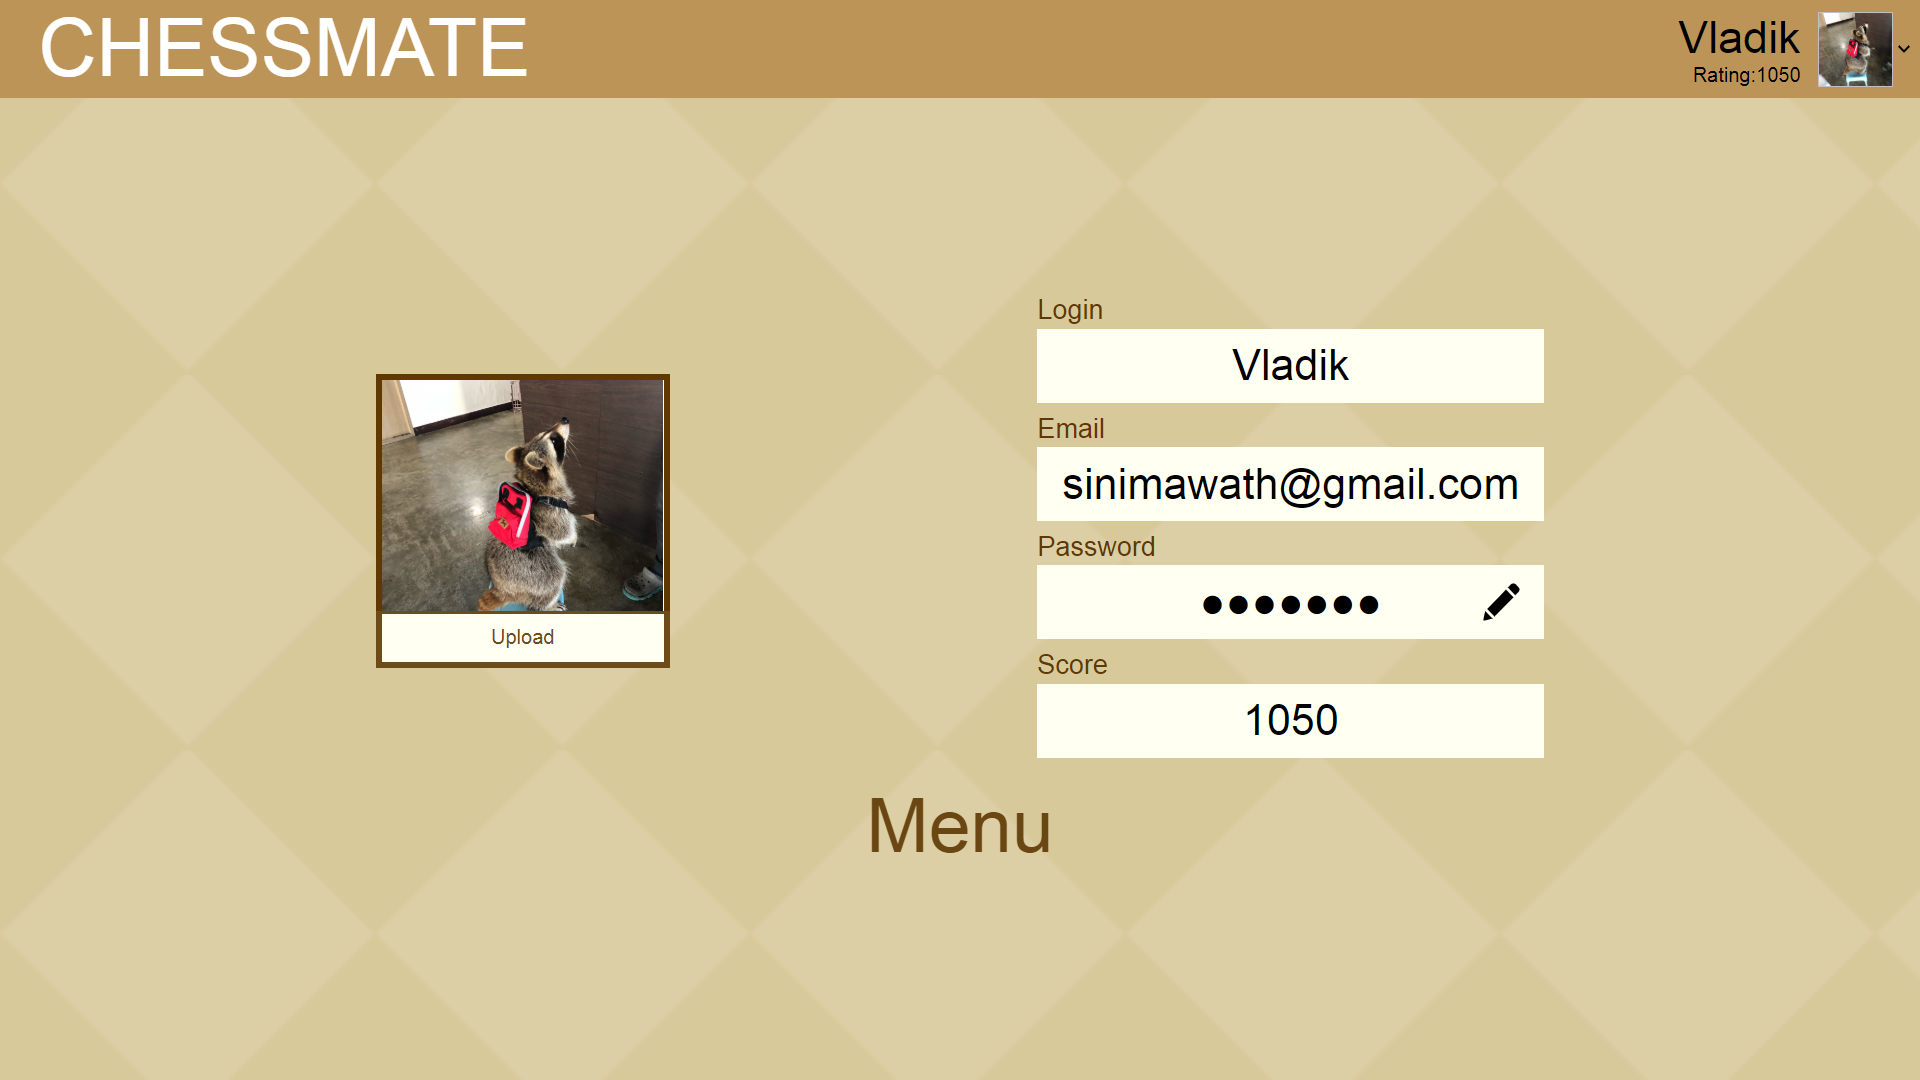 CHESSMATE
Vladik
Rating:1050
Login
Vladik
Email
sinimawath@gmail.com
Password
●●●●●●●
Score
1050
Upload
Menu